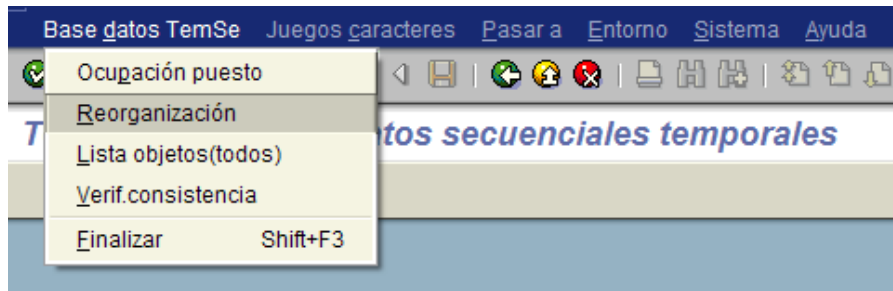 Base datos TemSe Juegos caracteres Pasar a Entorno Sistema Ayuda
Ocupación puesto
Reorganización
T tos secuenciales temporales
Lista objetos(todos)
Verif.consistencia
Finalizar Shift+F3